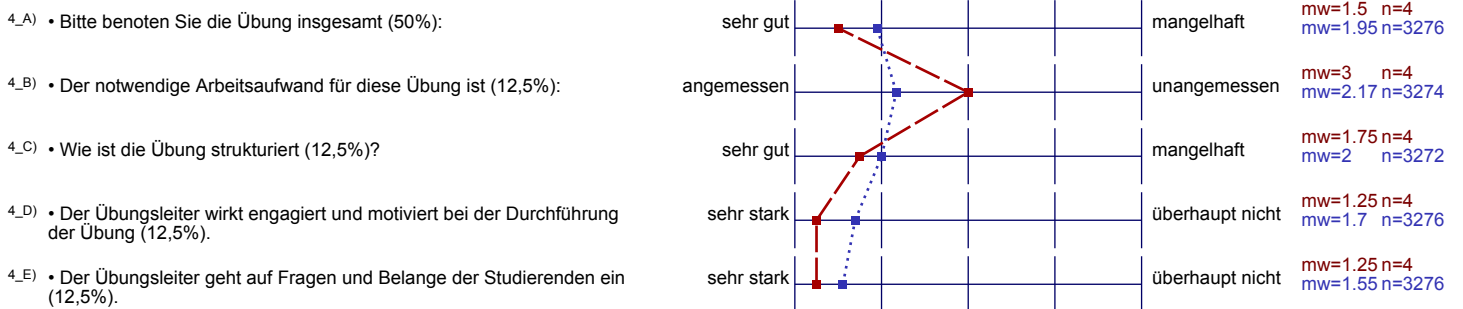 4_A) • Bitte benoten Sie die Übung insgesamt (50%): sehr gut mangelhaft mw=1.5 n=4
mw=1.95 n=3276
4_B) • Der notwendige Arbeitsaufwand für diese Übung ist (12,5%): angemessen unangemessen mw=3 n=4
mw=2.17 n=3274
4_C) • Wie ist die Übung strukturiert (12,5%)? sehr gut mangelhaft mw=1.75 n=4
mw=2 n=3272
4_D) • Der Übungsleiter wirkt engagiert und motiviert bei der Durchführung sehr stark überhaupt nicht mw=1.25 n=4
der Übung (12,5%). mw=1.7 n=3276
4_E) • Der Übungsleiter geht auf Fragen und Belange der Studierenden ein sehr stark überhaupt nicht mw=1.25 n=4
(12,5%). mw=1.55 n=3276